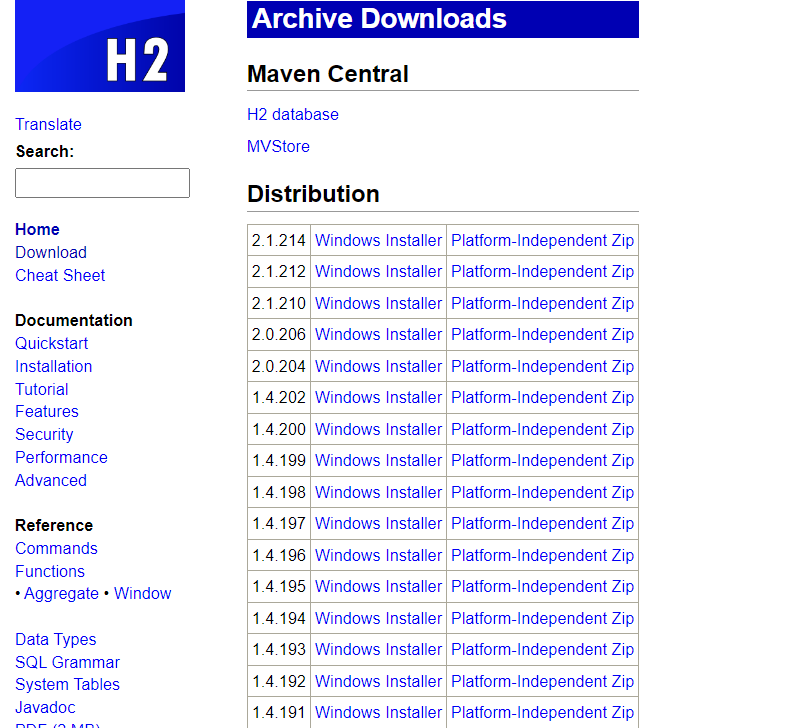 H2
Translate
Search:
Home
Download
Cheat Sheet
Documentation
Quickstart
Installation
Tutorial
Features
Security
Performance
Advanced
Reference
Commands
Functions
• Aggregate • Window
Data Types
SQL Grammar
System Tables
Javadoc
PDF (2 MB)
Archive Downloads
Maven Central
H2 database
MVStore
Distribution
2.1.214 Windows Installer Platform-Independent Zip
2.1.212 Windows Installer Platform-Independent Zip
2.1.210 Windows Installer Platform-Independent Zip
2.0.206 Windows Installer Platform-Independent Zip
2.0.204 Windows Installer Platform-Independent Zip
1.4.202 Windows Installer Platform-Independent Zip
1.4.200 Windows Installer Platform-Independent Zip
1.4.199 Windows Installer Platform-Independent Zip
1.4.198 Windows Installer Platform-Independent Zip
1.4.197 Windows Installer Platform-Independent Zip
1.4.196 Windows Installer Platform-Independent Zip
1.4.195 Windows Installer Platform-Independent Zip
1.4.194 Windows Installer Platform-Independent Zip
1.4.193 Windows Installer Platform-Independent Zip
1.4.192 Windows Installer Platform-Independent Zip
1.4.191 Windows Installer Platform-Independent Zip